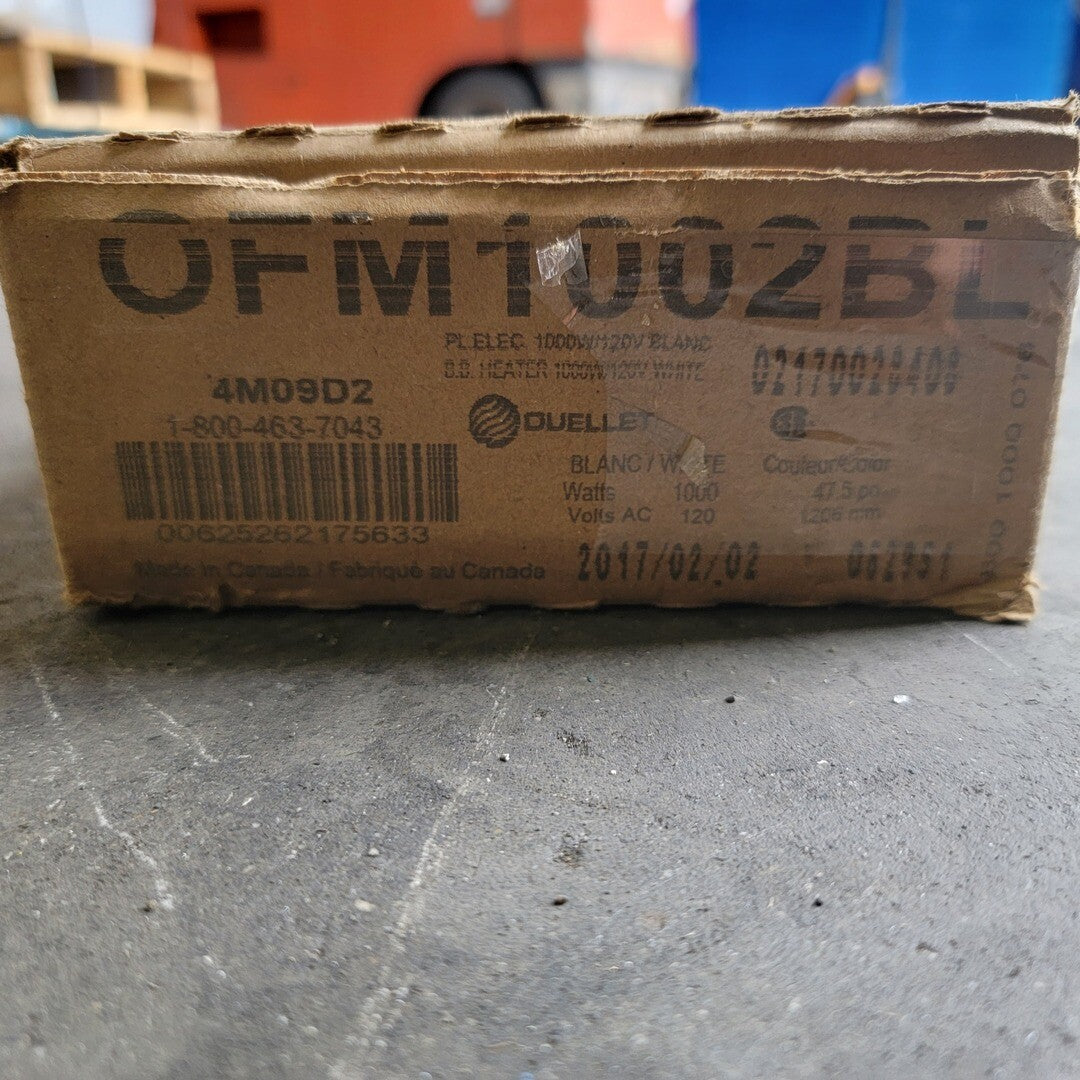 OFM1002BL
PL.ELEC. 1000W/120V BLANC
B.B. HEATER 1000W/120V WHITE
02170028408
4M09D2
1-800-463-7043
OUELLET
BLANC / WHITE Couleur/Color
Watts 1000 47.5 po
Volts AC 120 1206 mm
00625262175633
Made in Canada / Fabriqué au Canada
2017/02/02